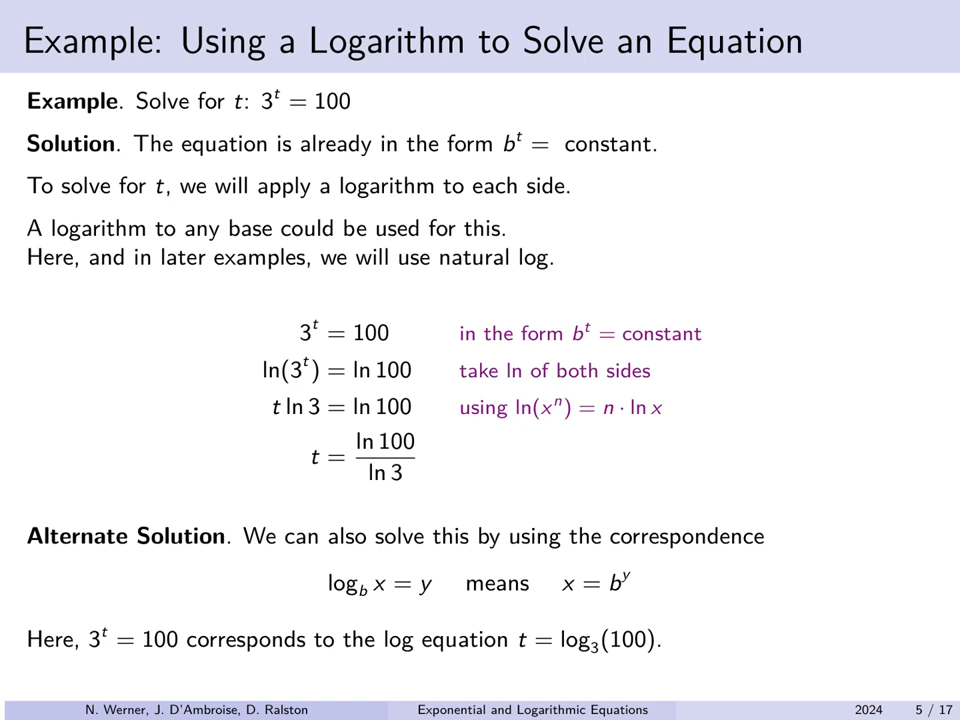 Example: Using a Logarithm to Solve an Equation
Example. Solve for t: 3^t = 100
Solution. The equation is already in the form b^t = constant.
To solve for t, we will apply a logarithm to each side.
A logarithm to any base could be used for this.
Here, and in later examples, we will use natural log.
3^t = 100 in the form b^t = constant
ln(3^t) = ln 100 take ln of both sides
t ln 3 = ln 100 using ln(x^n) = n · ln x
t = \frac{ln 100}{ln 3}
Alternate Solution. We can also solve this by using the correspondence
log_b x = y means x = b^y
Here, 3^t = 100 corresponds to the log equation t = log_3(100).
N. Werner, J. D'Ambroise, D. Ralston Exponential and Logarithmic Equations 2024 5 / 17